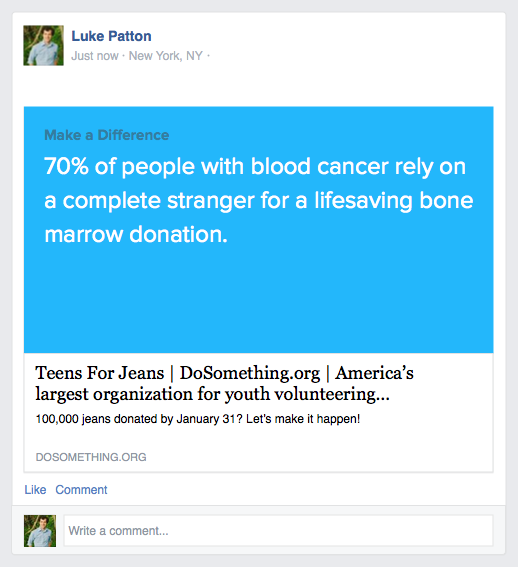 Luke Patton
Just now · New York, NY ·
Make a Difference
70% of people with blood cancer rely on
a complete stranger for a lifesaving bone
marrow donation.
Teens For Jeans | DoSomething.org | America’s
largest organization for youth volunteering...
100,000 jeans donated by January 31? Let’s make it happen!
DOSOMETHING.ORG
Like Comment
Write a comment...